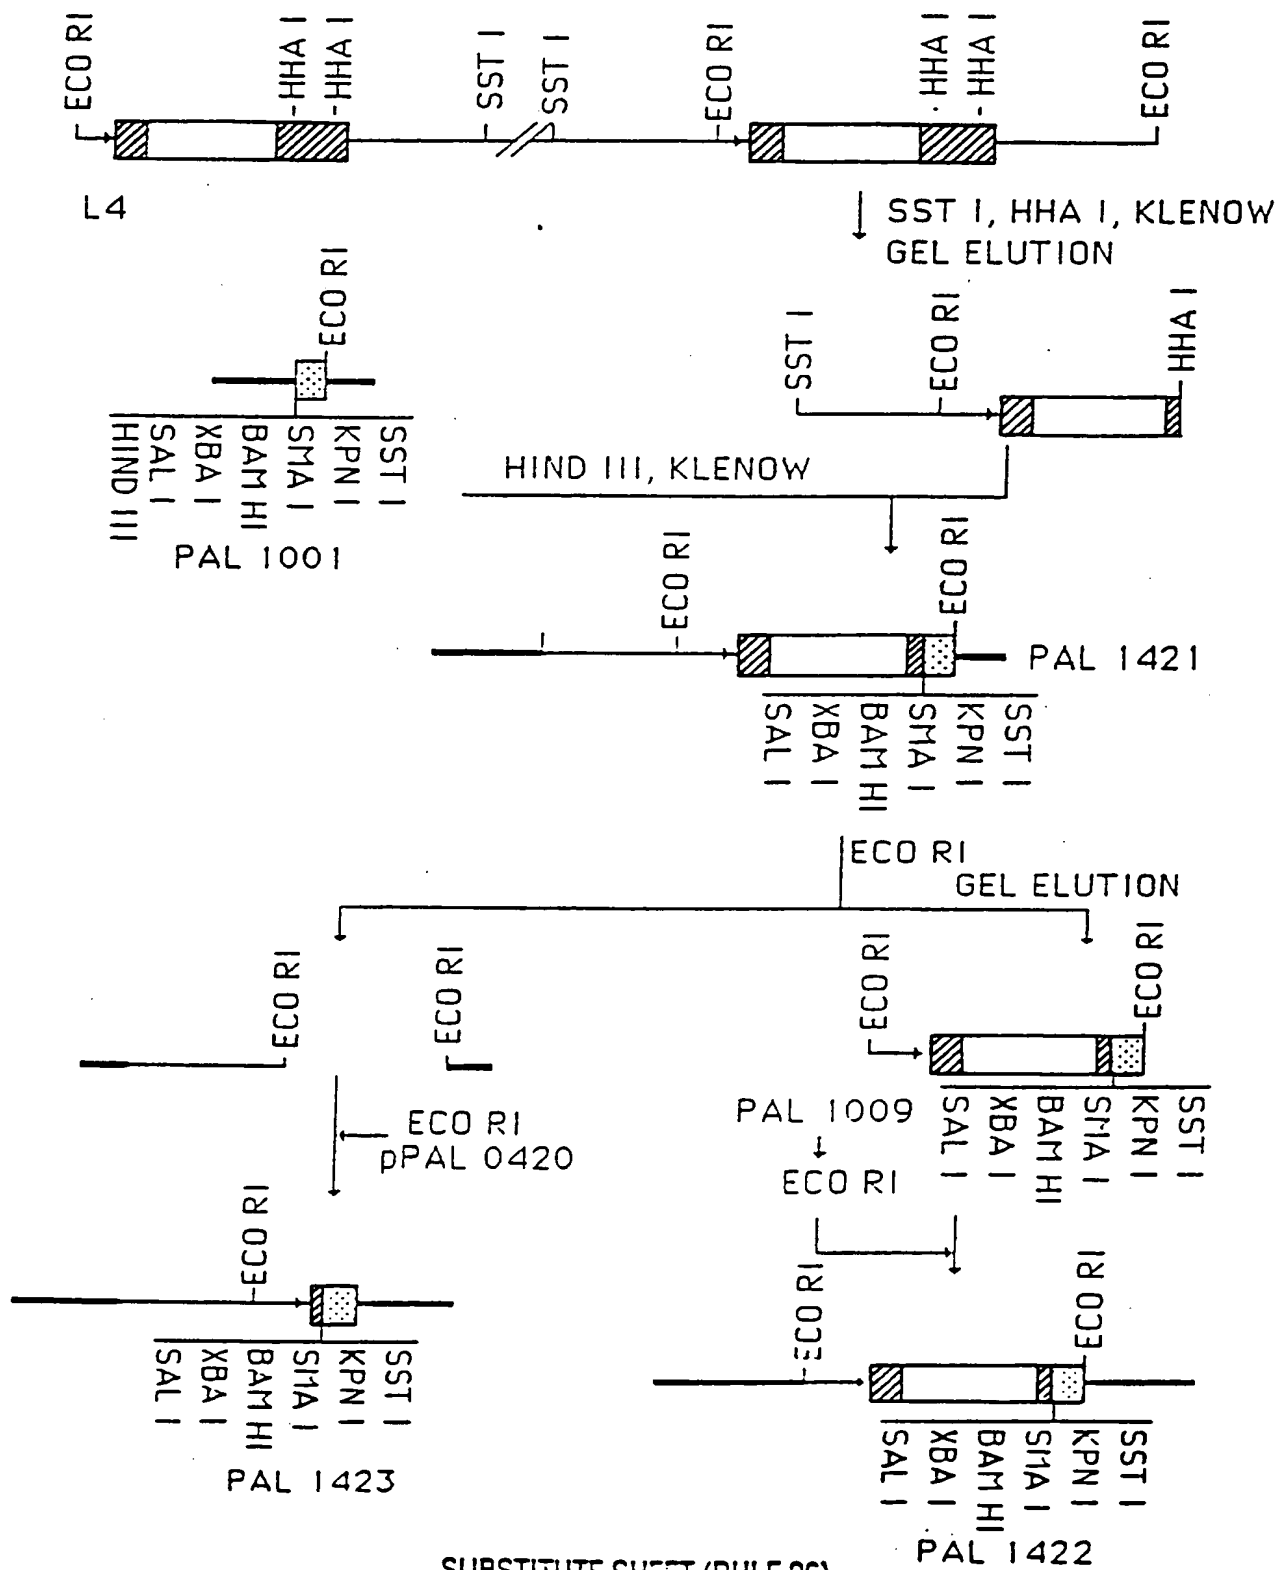 ECO RI
HHA I
HHA I
SST I
SST I
ECO RI
HHA I
HHA I
ECO RI
L4
SST I, HHA I, KLENOW
GEL ELUTION
ECO RI
SST I
ECO RI
HHA I
HIND III
SAL I
XBA I
BAM HI
SMA I
KPN I
SST I
PAL 1001
HIND III, KLENOW
ECO RI
ECO RI
PAL 1421
SAL I
XBA I
BAM HI
SMA I
KPN I
SST I
ECO RI
GEL ELUTION
ECO RI
ECO RI
ECO RI
ECO RI
SAL I
XBA I
BAM HI
SMA I
KPN I
SST I
PAL 1009
ECO RI
ECO RI
pPAL 0420
ECO RI
SAL I
XBA I
BAM HI
SMA I
KPN I
SST I
PAL 1423
ECO RI
ECO RI
SAL I
XBA I
BAM HI
SMA I
KPN I
SST I
PAL 1422
SUBSTITUTE SHEET (RULE 26)